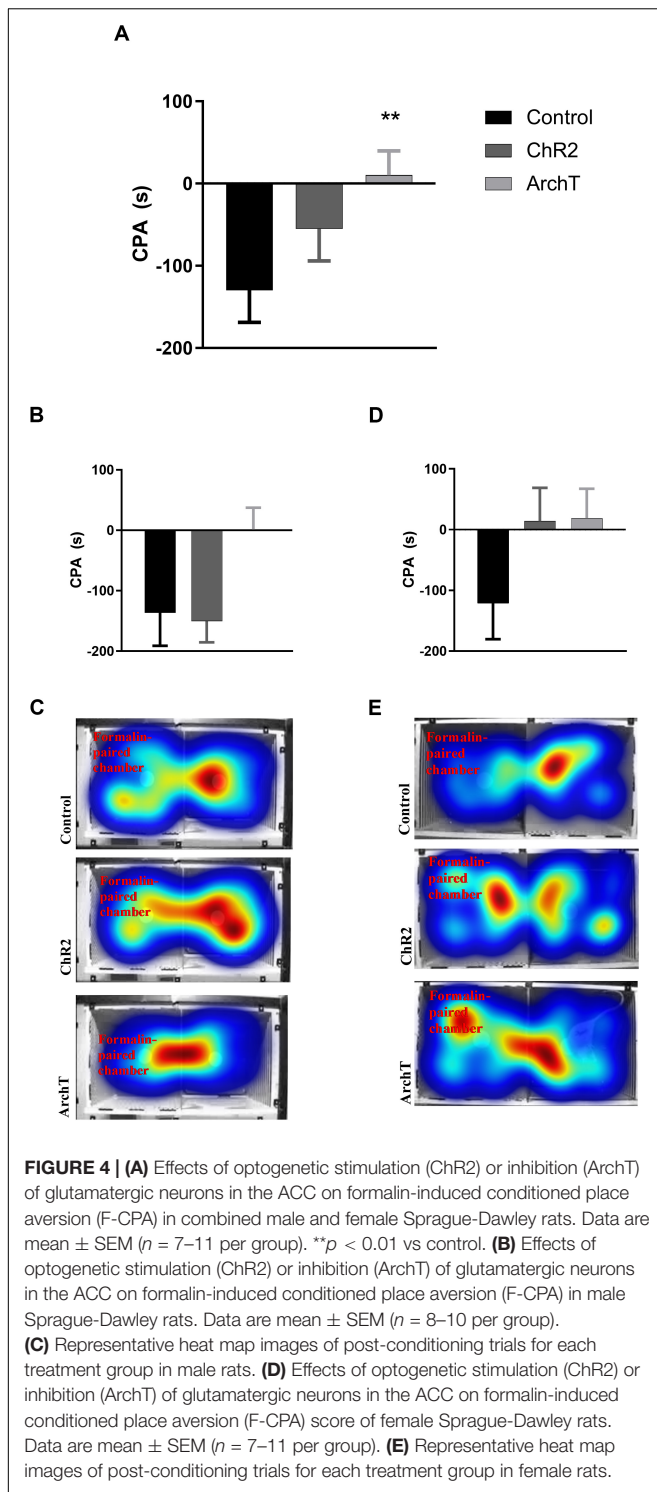 A
100
0
-100
-200
CPA (s)
**
Control
ChR2
ArchT
B
100
0
-100
-200
CPA (s)
D
100
0
-100
-200
CPA (s)
C
Formalin-
paired
chamber
Control
Formalin-
paired
chamber
ChR2
Formalin-
paired
chamber
ArchT
E
Formalin-
paired
chamber
Control
Formalin-
paired
chamber
ChR2
Formalin-
paired
chamber
ArchT
FIGURE 4 | (A) Effects of optogenetic stimulation (ChR2) or inhibition (ArchT)
of glutamatergic neurons in the ACC on formalin-induced conditioned place
aversion (F-CPA) in combined male and female Sprague-Dawley rats. Data are
mean ± SEM (n = 7–11 per group). **p < 0.01 vs control. (B) Effects of
optogenetic stimulation (ChR2) or inhibition (ArchT) of glutamatergic neurons
in the ACC on formalin-induced conditioned place aversion (F-CPA) in male
Sprague-Dawley rats. Data are mean ± SEM (n = 8–10 per group).
(C) Representative heat map images of post-conditioning trials for each
treatment group in male rats. (D) Effects of optogenetic stimulation (ChR2) or
inhibition (ArchT) of glutamatergic neurons in the ACC on formalin-induced
conditioned place aversion (F-CPA) score of female Sprague-Dawley rats.
Data are mean ± SEM (n = 7–11 per group). (E) Representative heat map
images of post-conditioning trials for each treatment group in female rats.